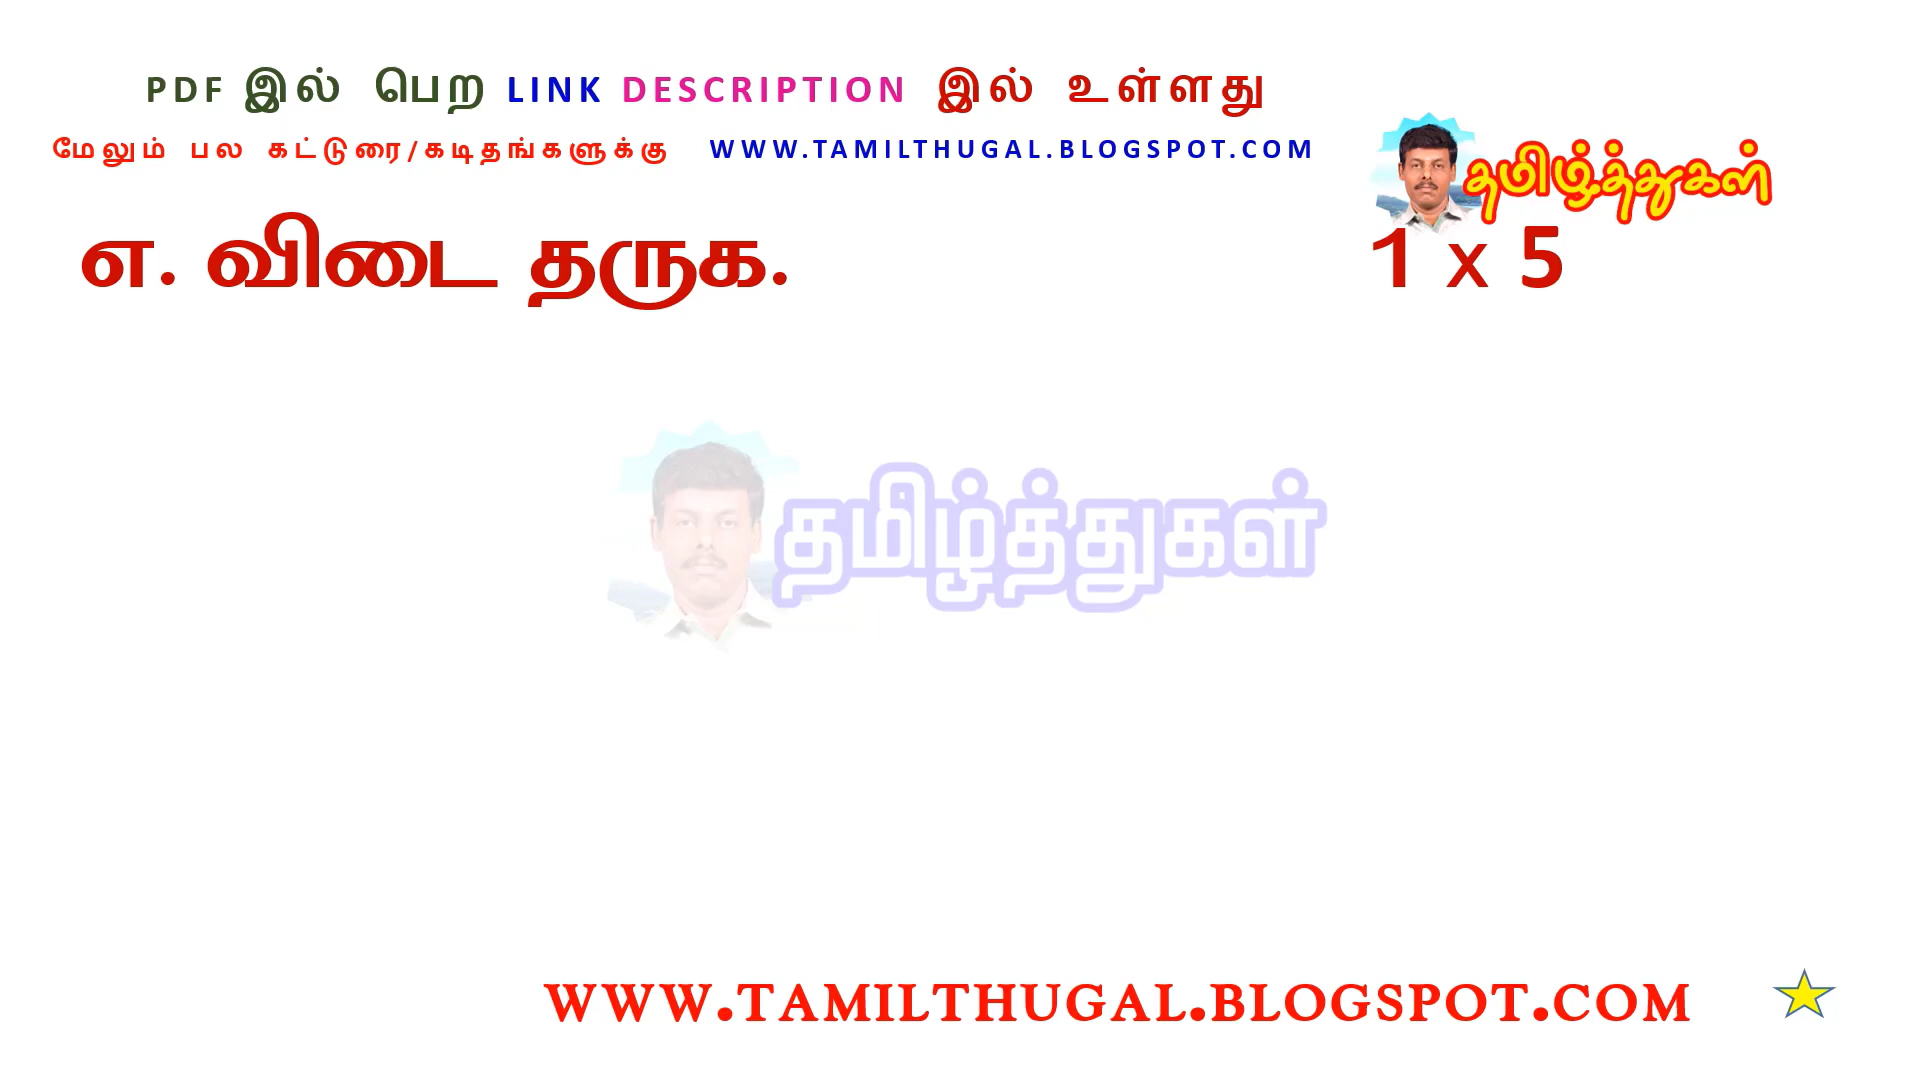 PDF இல் பெற LINK DESCRIPTION இல் உள்ளது
மேலும் பல கட்டுரை/கடிதங்களுக்கு WWW.TAMILTHUGAL.BLOGSPOT.COM
தமிழ்த்துகள்
எ. விடை தருக. 1 x 5
தமிழ்த்துகள்
WWW.TAMILTHUGAL.BLOGSPOT.COM